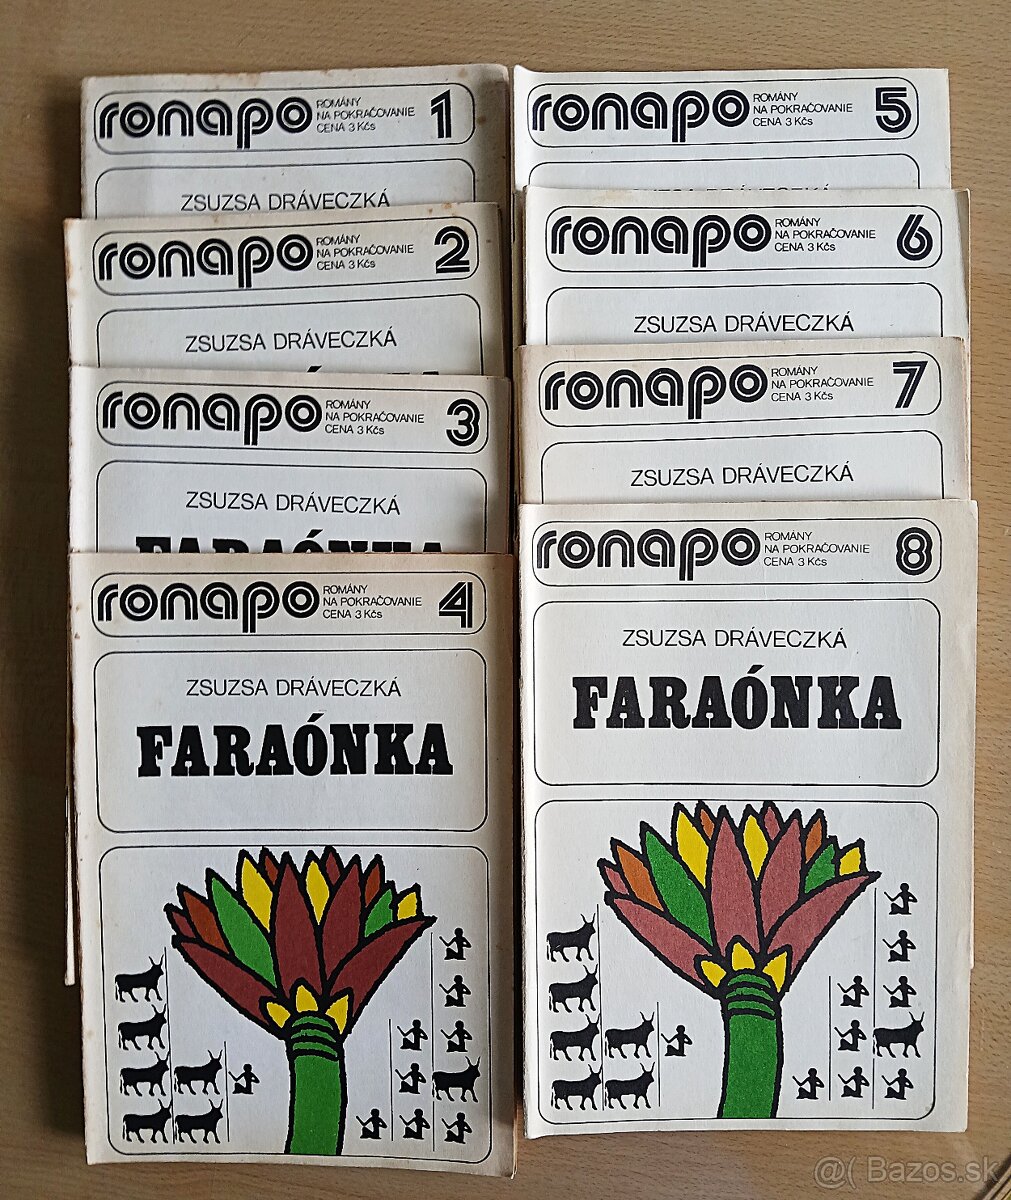 ronapo
ROMÁNY
NA POKRAČOVANIE
CENA 3 Kčs
1
ZSUZSA DRÁVECZKÁ
ronapo
ROMÁNY
NA POKRAČOVANIE
CENA 3 Kčs
2
ZSUZSA DRÁVECZKÁ
ronapo
ROMÁNY
NA POKRAČOVANIE
CENA 3 Kčs
3
ZSUZSA DRÁVECZKÁ
FARAÓNKA
ronapo
ROMÁNY
NA POKRAČOVANIE
CENA 3 Kčs
4
ZSUZSA DRÁVECZKÁ
FARAÓNKA
ronapo
ROMÁNY
NA POKRAČOVANIE
CENA 3 Kčs
5
ZSUZSA DRÁVECZKÁ
ronapo
ROMÁNY
NA POKRAČOVANIE
CENA 3 Kčs
6
ZSUZSA DRÁVECZKÁ
ronapo
ROMÁNY
NA POKRAČOVANIE
CENA 3 Kčs
7
ZSUZSA DRÁVECZKÁ
ronapo
ROMÁNY
NA POKRAČOVANIE
CENA 3 Kčs
8
ZSUZSA DRÁVECZKÁ
FARAÓNKA
@( Bazos.sk